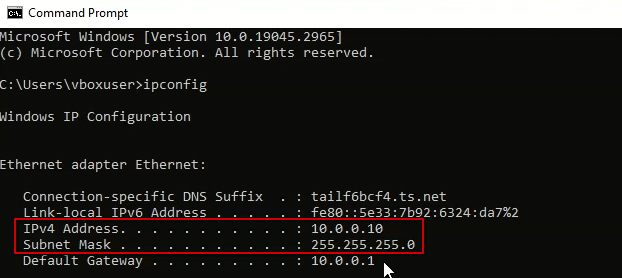 Command Prompt
Microsoft Windows [Version 10.0.19045.2965]
(c) Microsoft Corporation. All rights reserved.
C:\Users\vboxuser>ipconfig
Windows IP Configuration
Ethernet adapter Ethernet:
Connection-specific DNS Suffix  . : tailf6bcf4.ts.net
Link-local IPv6 Address . . . . . : fe80::5e33:7b92:6324:da7%2
IPv4 Address. . . . . . . . . . . : 10.0.0.10
Subnet Mask . . . . . . . . . . . : 255.255.255.0
Default Gateway . . . . . . . . . : 10.0.0.1